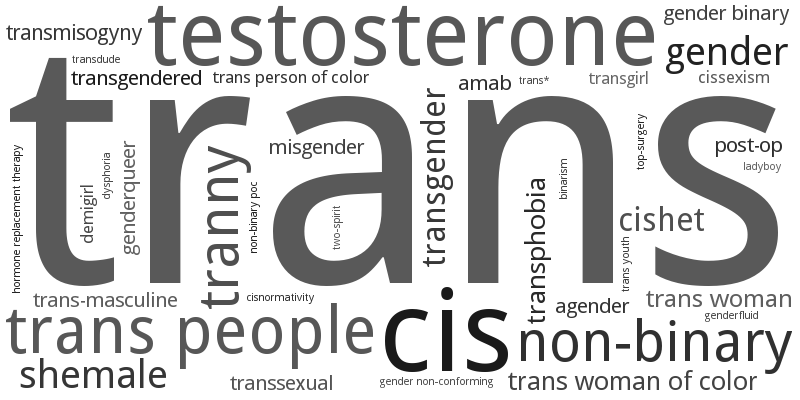 transmisogyny
testosterone
gender binary
transdude
gender
transgendered
trans person of color
amab
trans*
transgirl
cissexism
trans
hormone replacement therapy
demigirl
dysphoria
genderqueer
tranny
non-binary poc
misgender
two-spirit
transgender
transphobia
binarism
top-surgery
post-op
ladyboy
cishet
trans youth
trans-masculine
cisnormativity
agender
trans woman
genderfluid
trans people
cis
non-binary
shemale
transsexual
gender non-conforming
trans woman of color